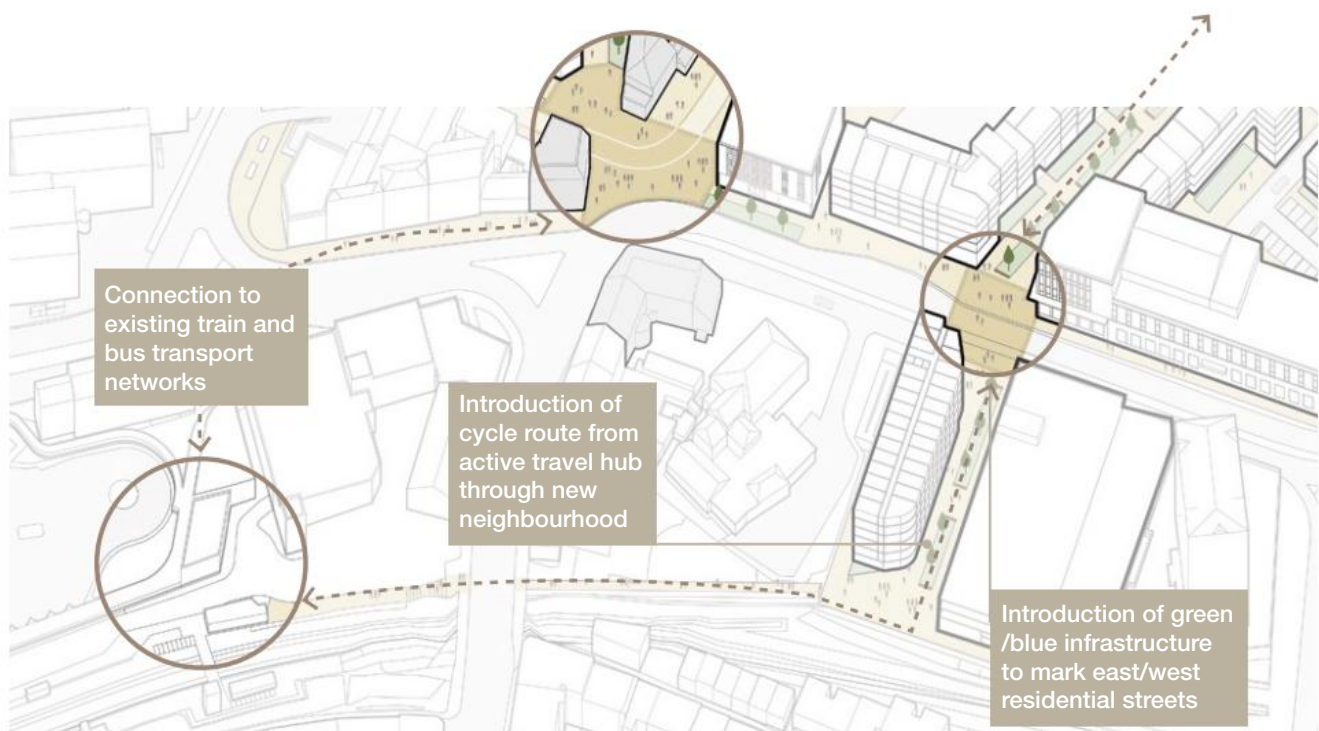 Connection to
existing train and
bus transport
networks
Introduction of
cycle route from
active travel hub
through new
neighbourhood
Introduction of green
/blue infrastructure
to mark east/west
residential streets